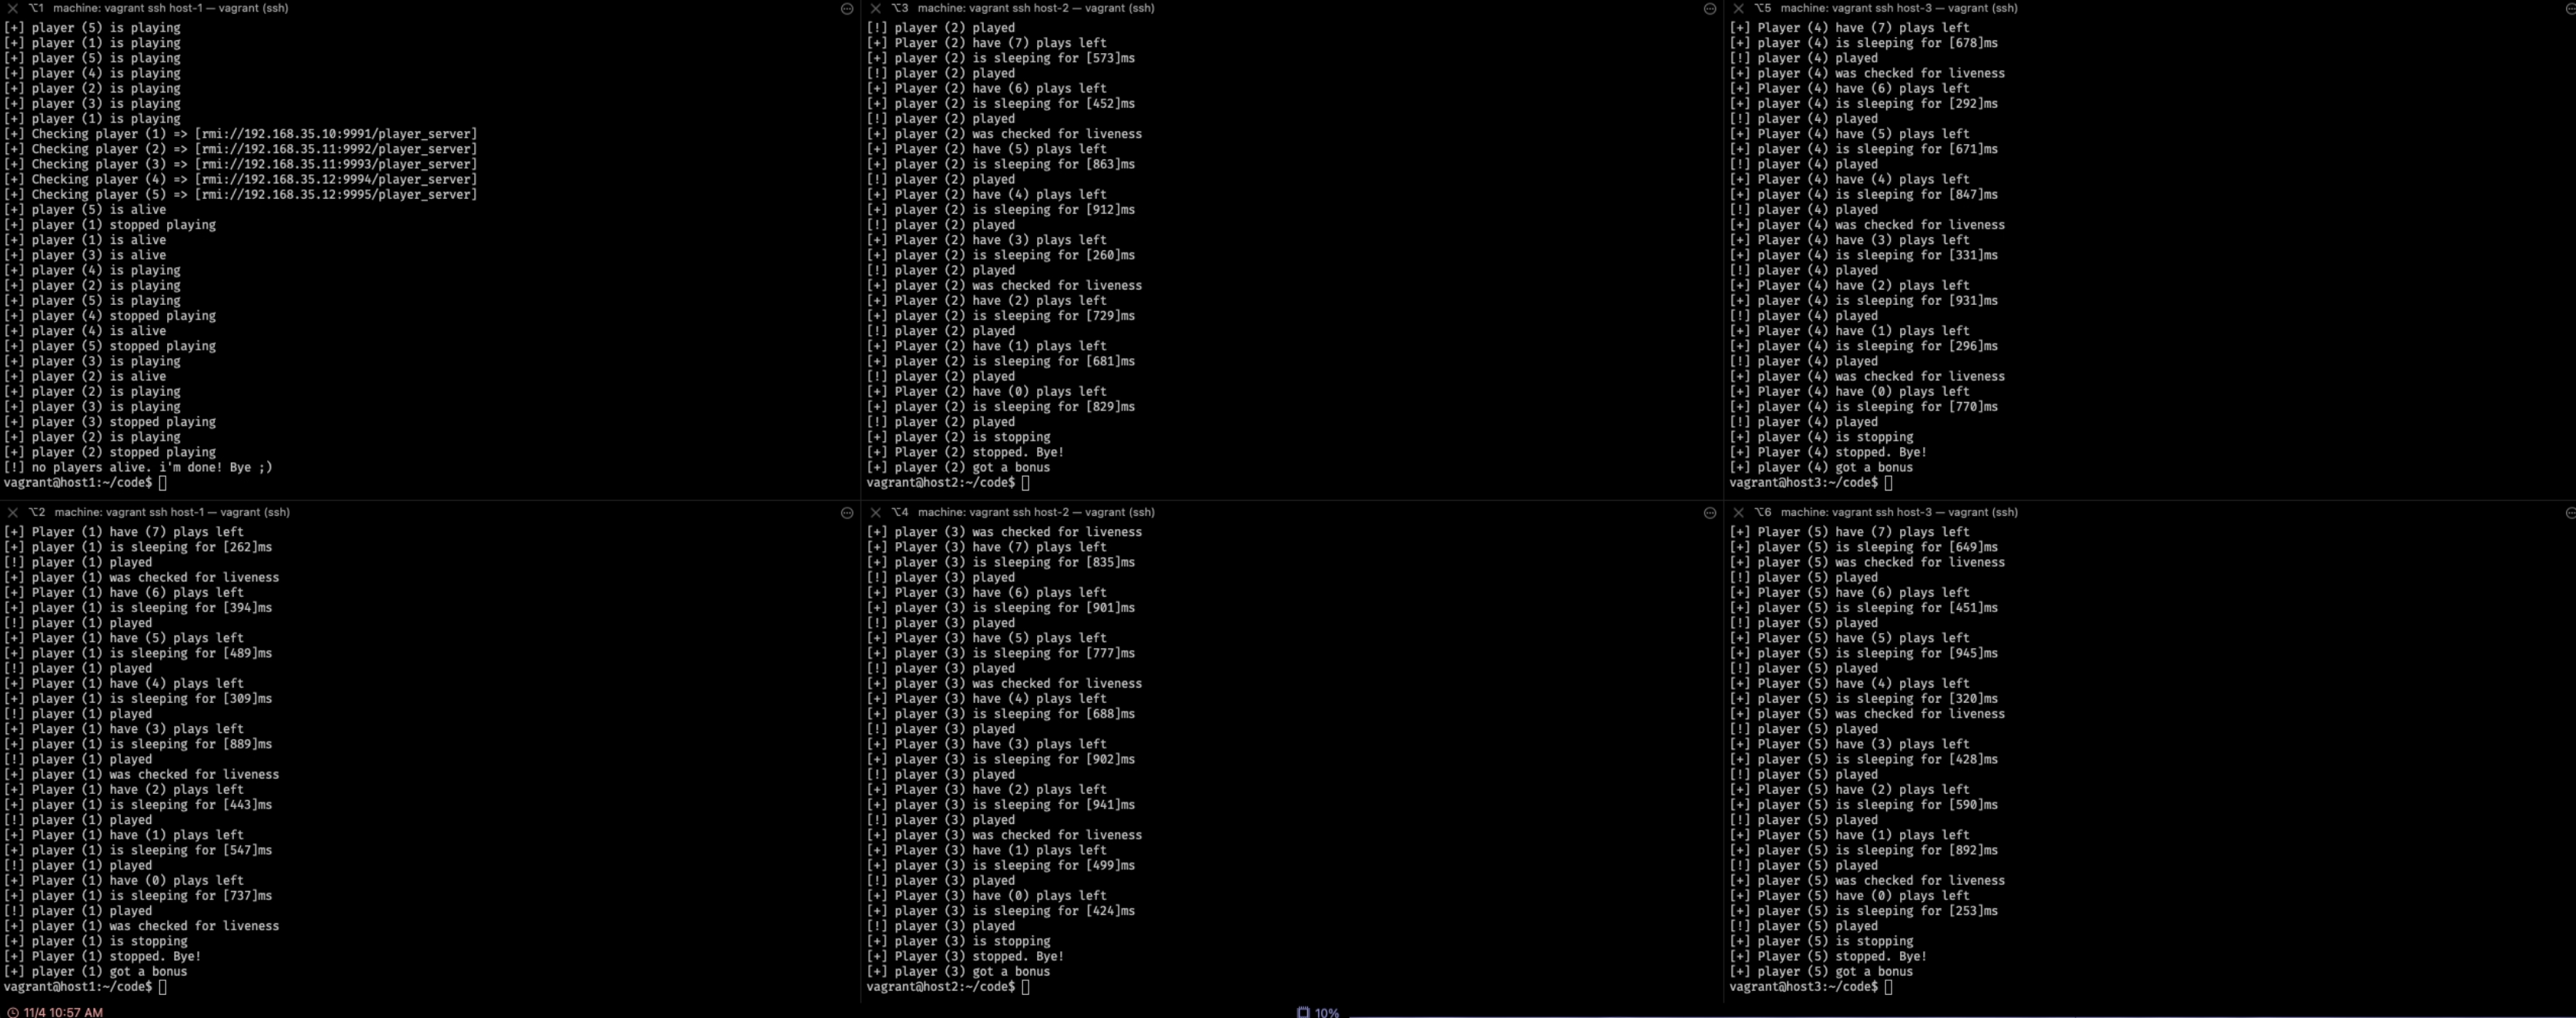 ⌥1 machine: vagrant ssh host-1 — vagrant (ssh)
[+] player (5) is playing
[+] player (1) is playing
[+] player (5) is playing
[+] player (4) is playing
[+] player (2) is playing
[+] player (3) is playing
[+] player (1) is playing
[+] Checking player (1) => [rmi://192.168.35.10:9991/player_server]
[+] Checking player (2) => [rmi://192.168.35.11:9992/player_server]
[+] Checking player (3) => [rmi://192.168.35.11:9993/player_server]
[+] Checking player (4) => [rmi://192.168.35.12:9994/player_server]
[+] Checking player (5) => [rmi://192.168.35.12:9995/player_server]
[+] player (5) is alive
[+] player (1) stopped playing
[+] player (1) is alive
[+] player (3) is alive
[+] player (4) is playing
[+] player (2) is playing
[+] player (5) is playing
[+] player (4) stopped playing
[+] player (4) is alive
[+] player (5) stopped playing
[+] player (3) is playing
[+] player (2) is alive
[+] player (2) is playing
[+] player (3) is playing
[+] player (3) stopped playing
[+] player (2) is playing
[+] player (2) stopped playing
[!] no players alive. i'm done! Bye ;)
vagrant@host1:~/code$
⌥3 machine: vagrant ssh host-2 — vagrant (ssh)
[!] player (2) played
[+] Player (2) have (7) plays left
[+] player (2) is sleeping for [573]ms
[!] player (2) played
[+] Player (2) have (6) plays left
[+] player (2) is sleeping for [452]ms
[!] player (2) played
[+] player (2) was checked for liveness
[+] Player (2) have (5) plays left
[+] player (2) is sleeping for [863]ms
[!] player (2) played
[+] Player (2) have (4) plays left
[+] player (2) is sleeping for [912]ms
[!] player (2) played
[+] Player (2) have (3) plays left
[+] player (2) is sleeping for [260]ms
[!] player (2) played
[+] player (2) was checked for liveness
[+] Player (2) have (2) plays left
[+] player (2) is sleeping for [729]ms
[!] player (2) played
[+] Player (2) have (1) plays left
[+] player (2) is sleeping for [681]ms
[!] player (2) played
[+] Player (2) have (0) plays left
[+] player (2) is sleeping for [829]ms
[!] player (2) played
[+] player (2) is stopping
[+] Player (2) stopped. Bye!
[+] player (2) got a bonus
vagrant@host2:~/code$
⌥5 machine: vagrant ssh host-3 — vagrant (ssh)
[+] Player (4) have (7) plays left
[+] player (4) is sleeping for [678]ms
[!] player (4) played
[+] player (4) was checked for liveness
[+] Player (4) have (6) plays left
[+] player (4) is sleeping for [292]ms
[!] player (4) played
[+] Player (4) have (5) plays left
[+] player (4) is sleeping for [671]ms
[!] player (4) played
[+] Player (4) have (4) plays left
[+] player (4) is sleeping for [847]ms
[!] player (4) played
[+] player (4) was checked for liveness
[+] Player (4) have (3) plays left
[+] player (4) is sleeping for [331]ms
[!] player (4) played
[+] Player (4) have (2) plays left
[+] player (4) is sleeping for [931]ms
[!] player (4) played
[+] Player (4) have (1) plays left
[+] player (4) is sleeping for [296]ms
[!] player (4) played
[+] player (4) was checked for liveness
[+] Player (4) have (0) plays left
[+] player (4) is sleeping for [770]ms
[!] player (4) played
[+] player (4) is stopping
[+] Player (4) stopped. Bye!
[+] player (4) got a bonus
vagrant@host3:~/code$
⌥2 machine: vagrant ssh host-1 — vagrant (ssh)
[+] Player (1) have (7) plays left
[+] player (1) is sleeping for [262]ms
[!] player (1) played
[+] player (1) was checked for liveness
[+] Player (1) have (6) plays left
[+] player (1) is sleeping for [394]ms
[!] player (1) played
[+] Player (1) have (5) plays left
[+] player (1) is sleeping for [489]ms
[!] player (1) played
[+] Player (1) have (4) plays left
[+] player (1) is sleeping for [309]ms
[!] player (1) played
[+] Player (1) have (3) plays left
[+] player (1) is sleeping for [889]ms
[!] player (1) played
[+] player (1) was checked for liveness
[+] Player (1) have (2) plays left
[+] player (1) is sleeping for [443]ms
[!] player (1) played
[+] Player (1) have (1) plays left
[+] player (1) is sleeping for [547]ms
[!] player (1) played
[+] Player (1) have (0) plays left
[+] player (1) is sleeping for [737]ms
[!] player (1) played
[+] player (1) was checked for liveness
[+] player (1) is stopping
[+] Player (1) stopped. Bye!
[+] player (1) got a bonus
vagrant@host1:~/code$
⌥4 machine: vagrant ssh host-2 — vagrant (ssh)
[+] player (3) was checked for liveness
[+] Player (3) have (7) plays left
[+] player (3) is sleeping for [835]ms
[!] player (3) played
[+] Player (3) have (6) plays left
[+] player (3) is sleeping for [901]ms
[!] player (3) played
[+] Player (3) have (5) plays left
[+] player (3) is sleeping for [777]ms
[!] player (3) played
[+] player (3) was checked for liveness
[+] Player (3) have (4) plays left
[+] player (3) is sleeping for [688]ms
[!] player (3) played
[+] Player (3) have (3) plays left
[+] player (3) is sleeping for [902]ms
[!] player (3) played
[+] Player (3) have (2) plays left
[+] player (3) is sleeping for [941]ms
[!] player (3) played
[+] player (3) was checked for liveness
[+] Player (3) have (1) plays left
[+] player (3) is sleeping for [499]ms
[!] player (3) played
[+] Player (3) have (0) plays left
[+] player (3) is sleeping for [424]ms
[!] player (3) played
[+] player (3) is stopping
[+] Player (3) stopped. Bye!
[+] player (3) got a bonus
vagrant@host2:~/code$
⌥6 machine: vagrant ssh host-3 — vagrant (ssh)
[+] Player (5) have (7) plays left
[+] player (5) is sleeping for [649]ms
[+] player (5) was checked for liveness
[!] player (5) played
[+] Player (5) have (6) plays left
[+] player (5) is sleeping for [451]ms
[!] player (5) played
[+] Player (5) have (5) plays left
[+] player (5) is sleeping for [945]ms
[!] player (5) played
[+] Player (5) have (4) plays left
[+] player (5) is sleeping for [320]ms
[+] player (5) was checked for liveness
[!] player (5) played
[+] Player (5) have (3) plays left
[+] player (5) is sleeping for [428]ms
[!] player (5) played
[+] Player (5) have (2) plays left
[+] player (5) is sleeping for [590]ms
[!] player (5) played
[+] Player (5) have (1) plays left
[+] player (5) is sleeping for [892]ms
[!] player (5) played
[+] player (5) was checked for liveness
[+] Player (5) have (0) plays left
[+] player (5) is sleeping for [253]ms
[!] player (5) played
[+] player (5) is stopping
[+] Player (5) stopped. Bye!
[+] player (5) got a bonus
vagrant@host3:~/code$
11/4 10:57 AM
10%